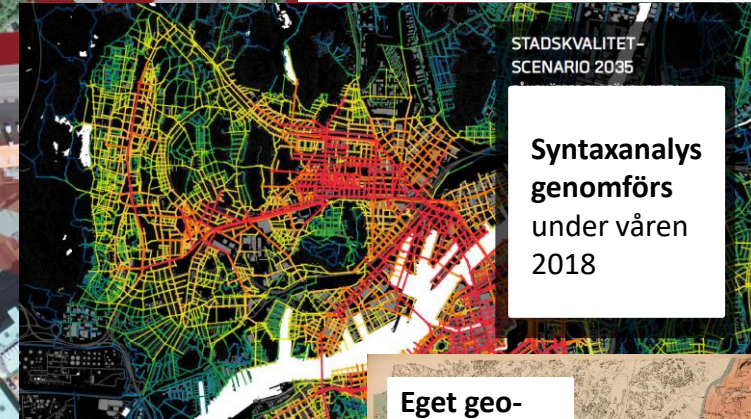 STADSKVALITET–
SCENARIO 2035
Syntaxanalys
genomförs
under våren
2018
Eget geo-